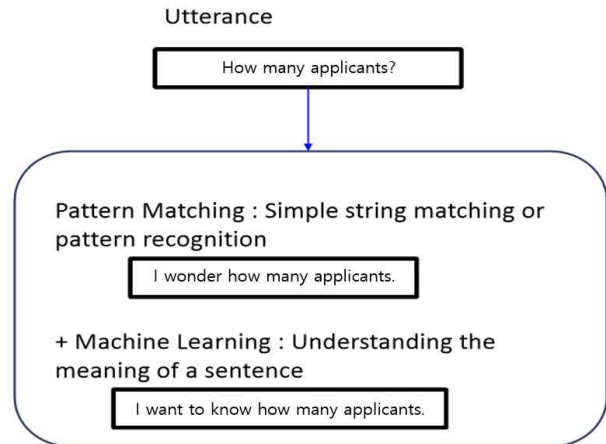 Utterance
How many applicants?
Pattern Matching : Simple string matching or
pattern recognition
I wonder how many applicants.
+ Machine Learning : Understanding the
meaning of a sentence
I want to know how many applicants.